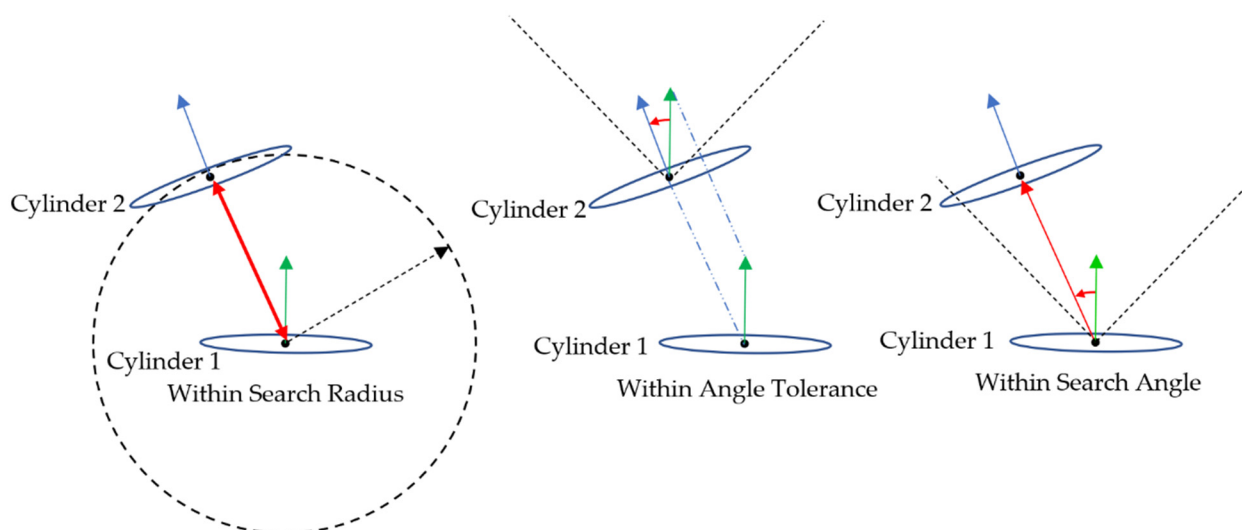 Cylinder 2
Cylinder 1
Within Search Radius
Cylinder 2
Cylinder 1
Within Angle Tolerance
Cylinder 2
Cylinder 1
Within Search Angle